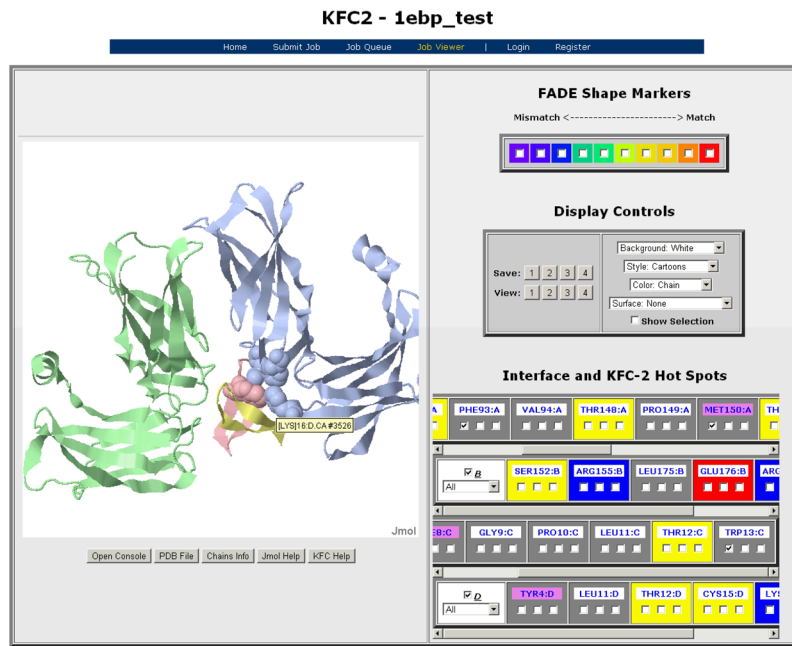 KFC2 - 1ebp_test
Home Submit Job Job Queue Job Viewer | Login Register
FADE Shape Markers
Mismatch <----------------------> Match
Display Controls
Save: 1 2 3 4
View: 1 2 3 4
Background: White
Style: Cartoons
Color: Chain
Surface: None
Show Selection
[LYS]16:D.CA #3526
Jmol
Open Console PDB File Chains Info Jmol Help KFC Help
Interface and KFC-2 Hot Spots
A PHE93:A VAL94:A THR148:A PRO149:A MET150:A TH
B SER152:B ARG155:B LEU175:B GLU176:B ARG
All
E8:C GLY9:C PRO10:C LEU11:C THR12:C TRP13:C
D TYR4:D LEU11:D THR12:D CYS15:D LYS
All